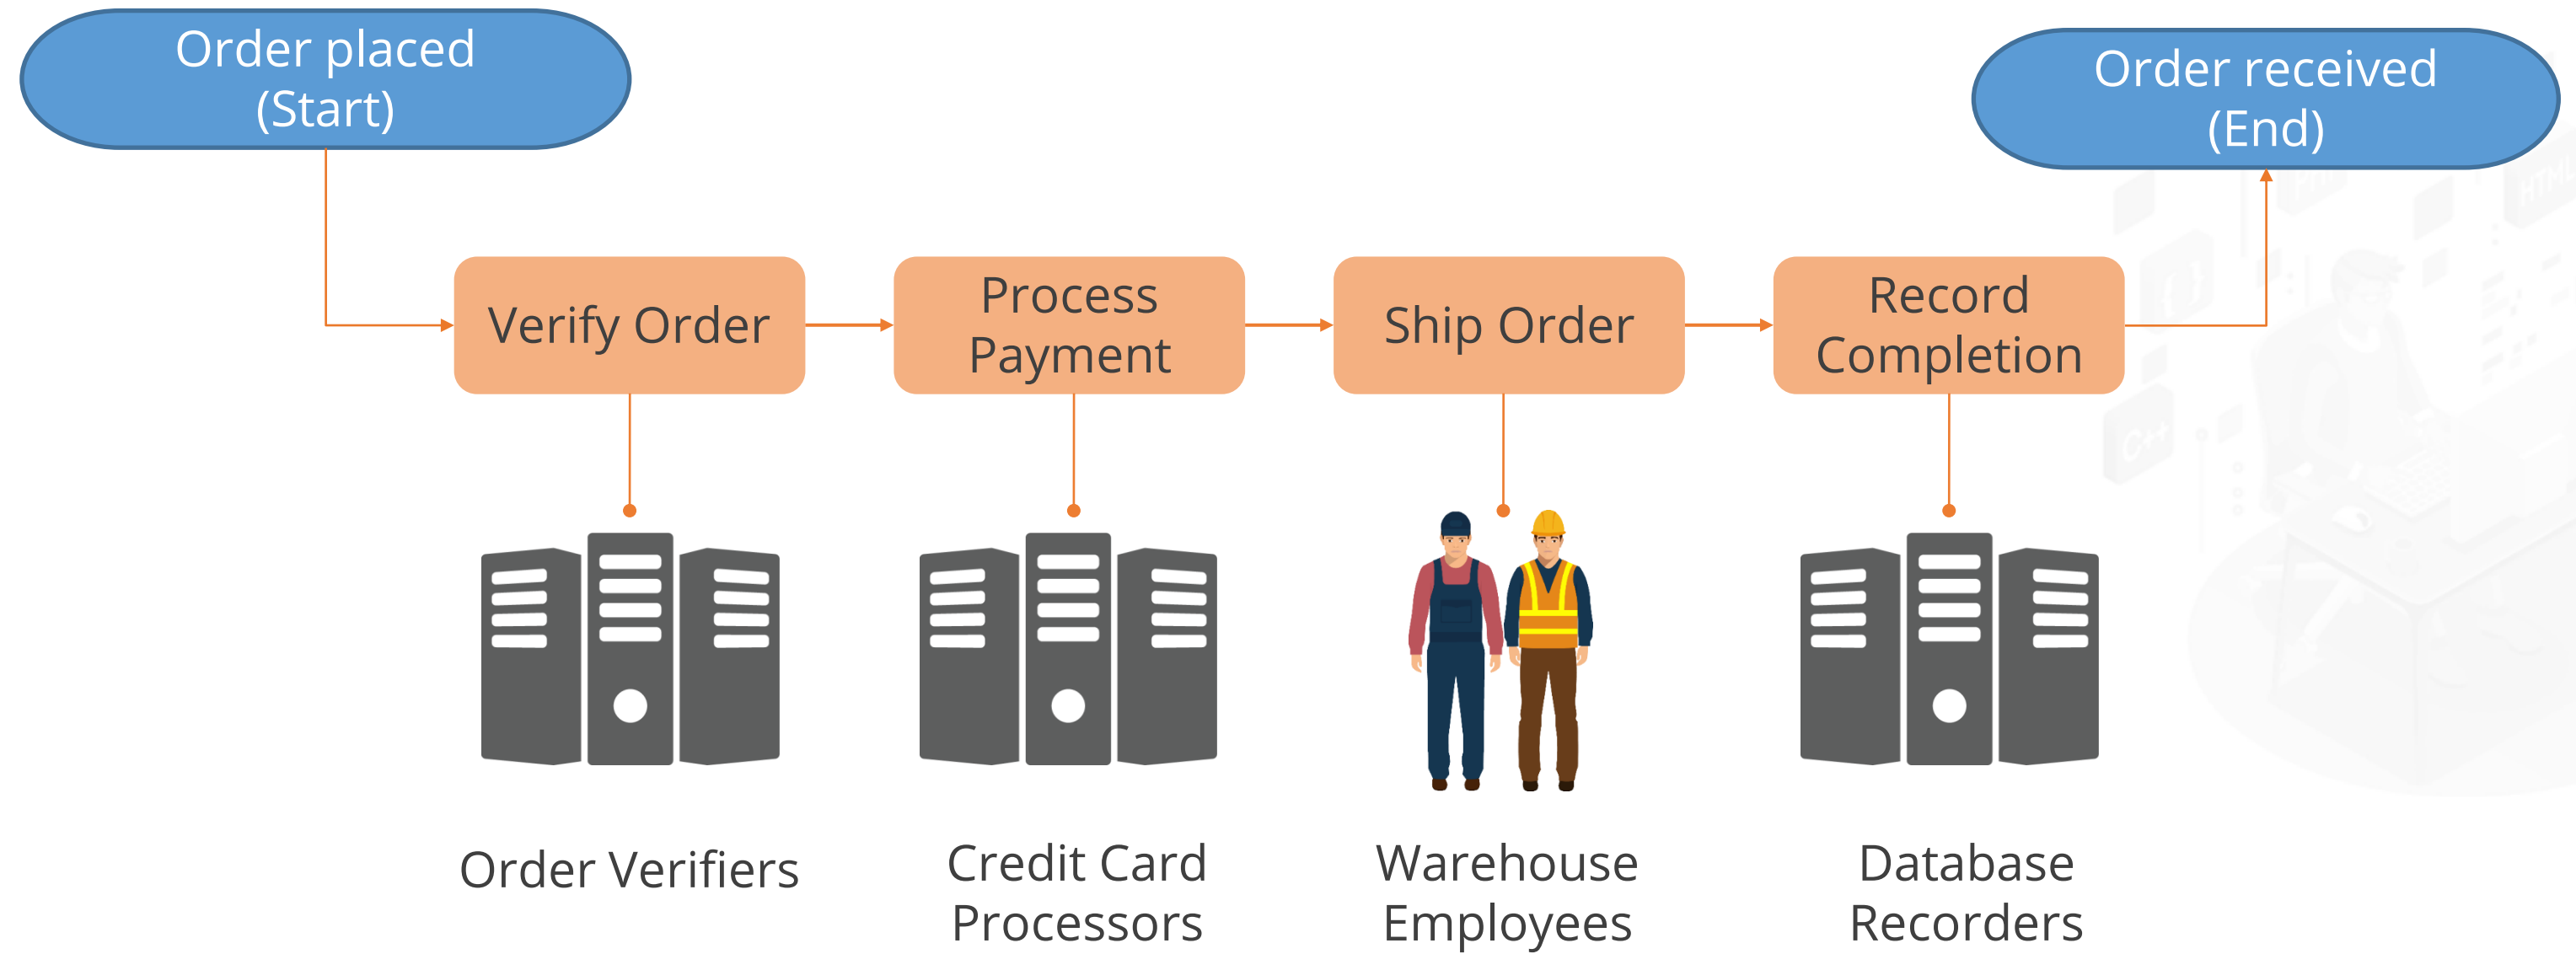 Order placed
(Start)
Order received
(End)
Verify Order
Process
Payment
Ship Order
Record
Completion
Order Verifiers
Credit Card
Processors
Warehouse
Employees
Database
Recorders
HTML
C++